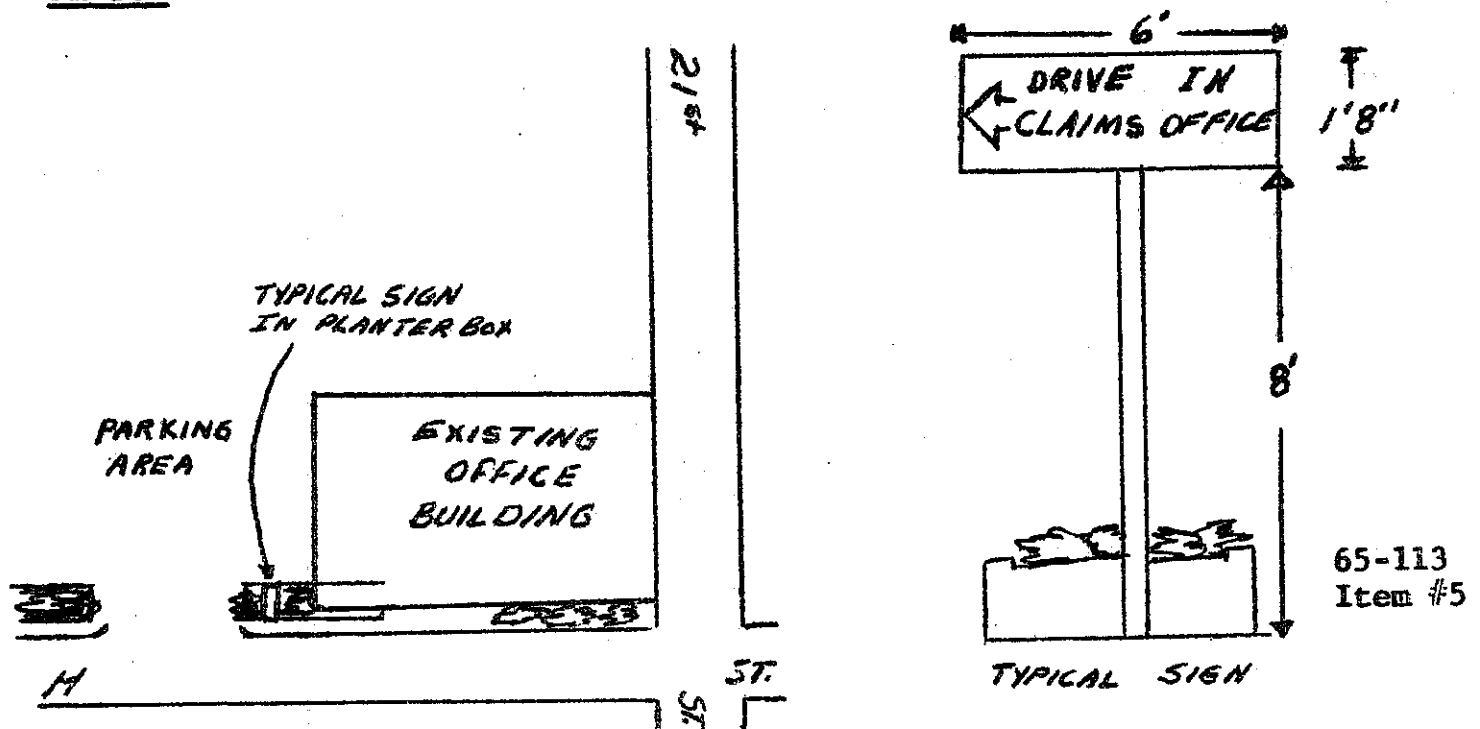 21st
TYPICAL SIGN
IN PLANTER BOX
PARKING
AREA
EXISTING
OFFICE
BUILDING
H
ST.
ST.
6'
DRIVE IN
CLAIMS OFFICE
1'8"
8'
65-113
Item #5
TYPICAL SIGN